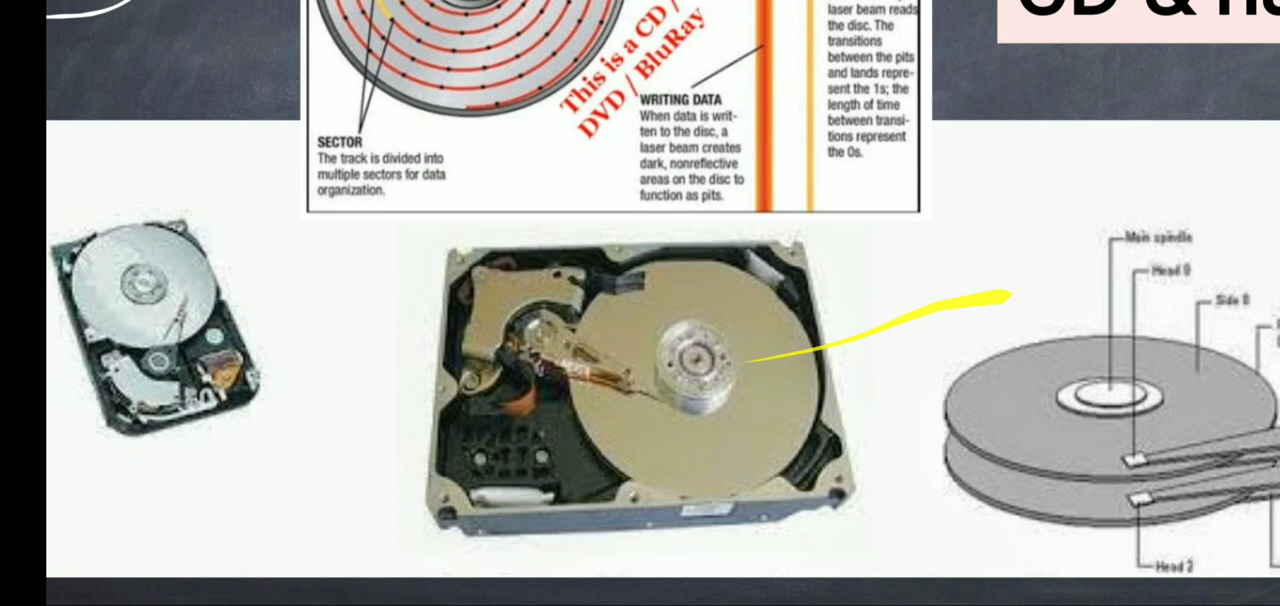 CD &
This is a CD /
DVD / BluRay
laser beam reads
the disc. The
transitions
between the pits
and lands repre-
sent the 1s; the
length of time
between transi-
tions represent
the 0s.
WRITING DATA
When data is writ-
ten to the disc, a
laser beam creates
dark, nonreflective
areas on the disc to
function as pits.
SECTOR
The track is divided into
multiple sectors for data
organization.
Main spindle
Head 0
Side 0
Head 2